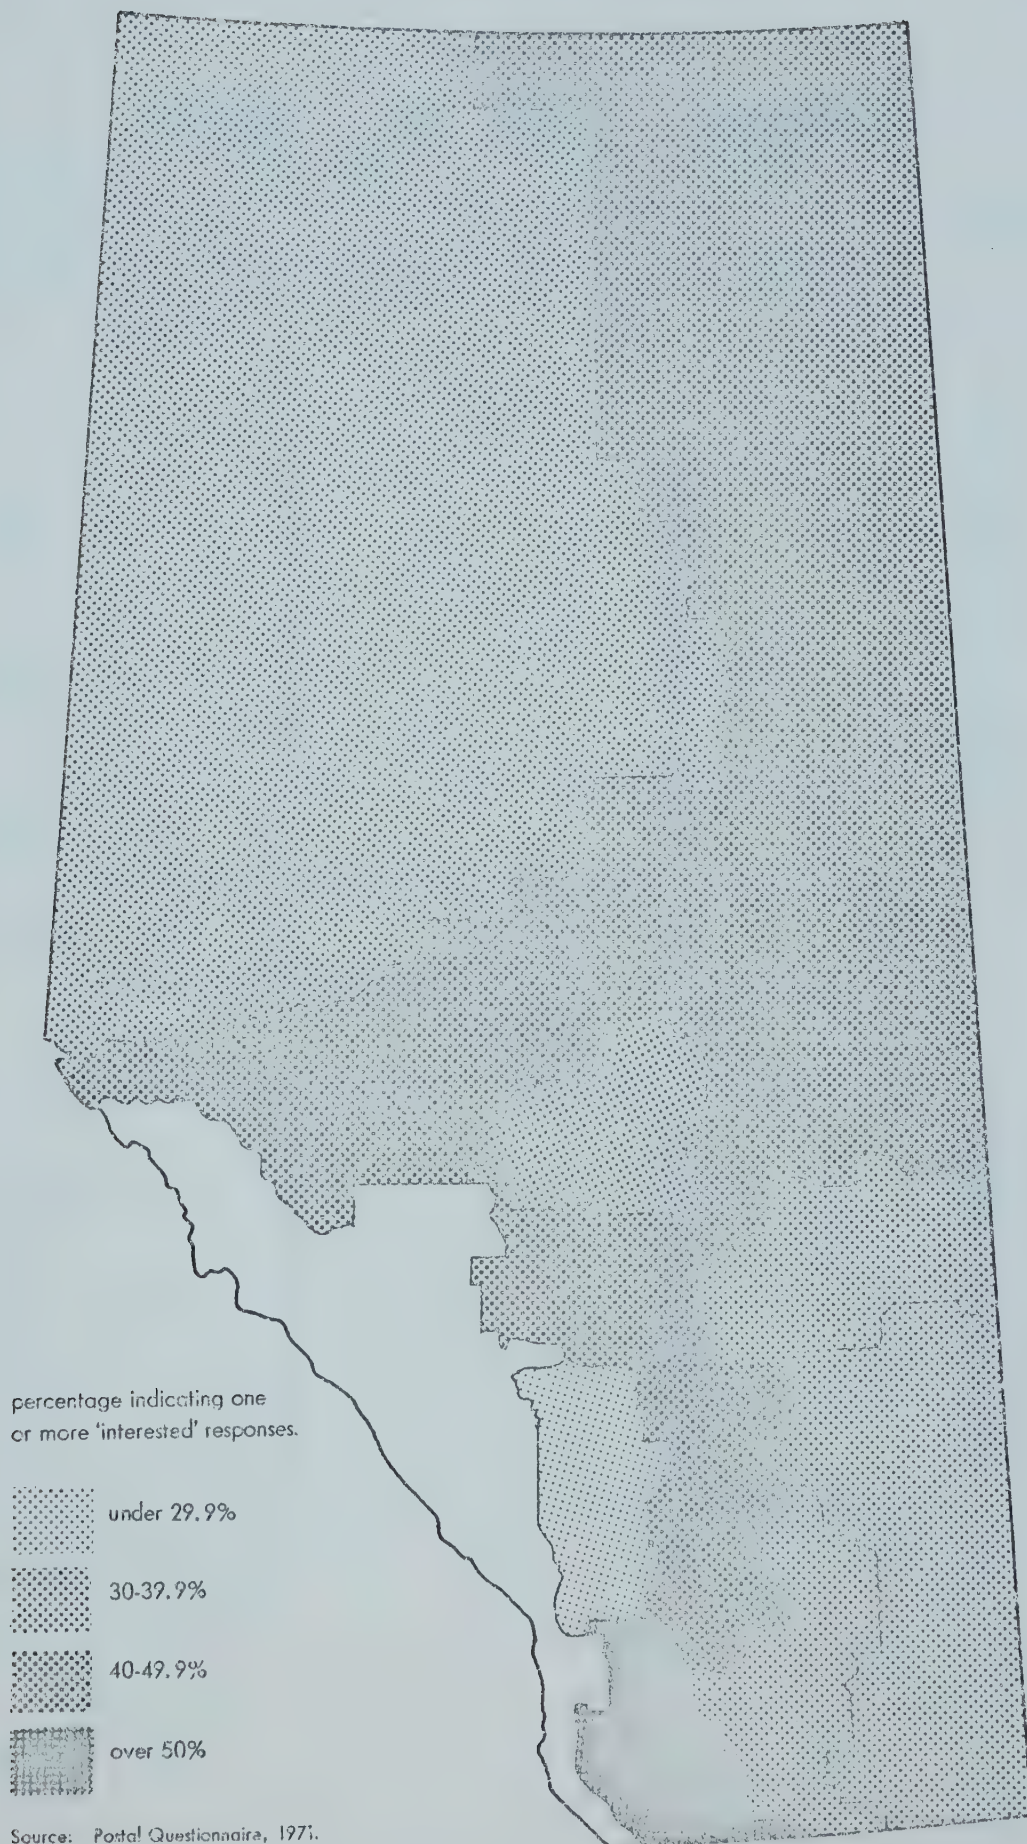 percentage indicating one
or more 'interested' responses.
under 29.9%
30-39.9%
40-49.9%
over 50%
Source: Postal Questionnaire, 1971.